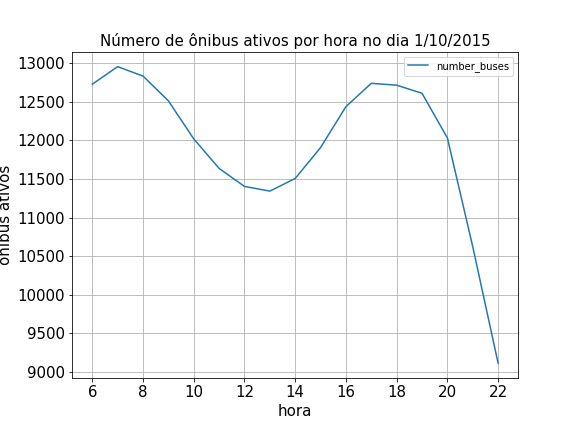 Número de ônibus ativos por hora no dia 1/10/2015
number_buses
13000
12500
12000
11500
11000
10500
10000
9500
9000
ônibus ativos
6 8 10 12 14 16 18 20 22
hora